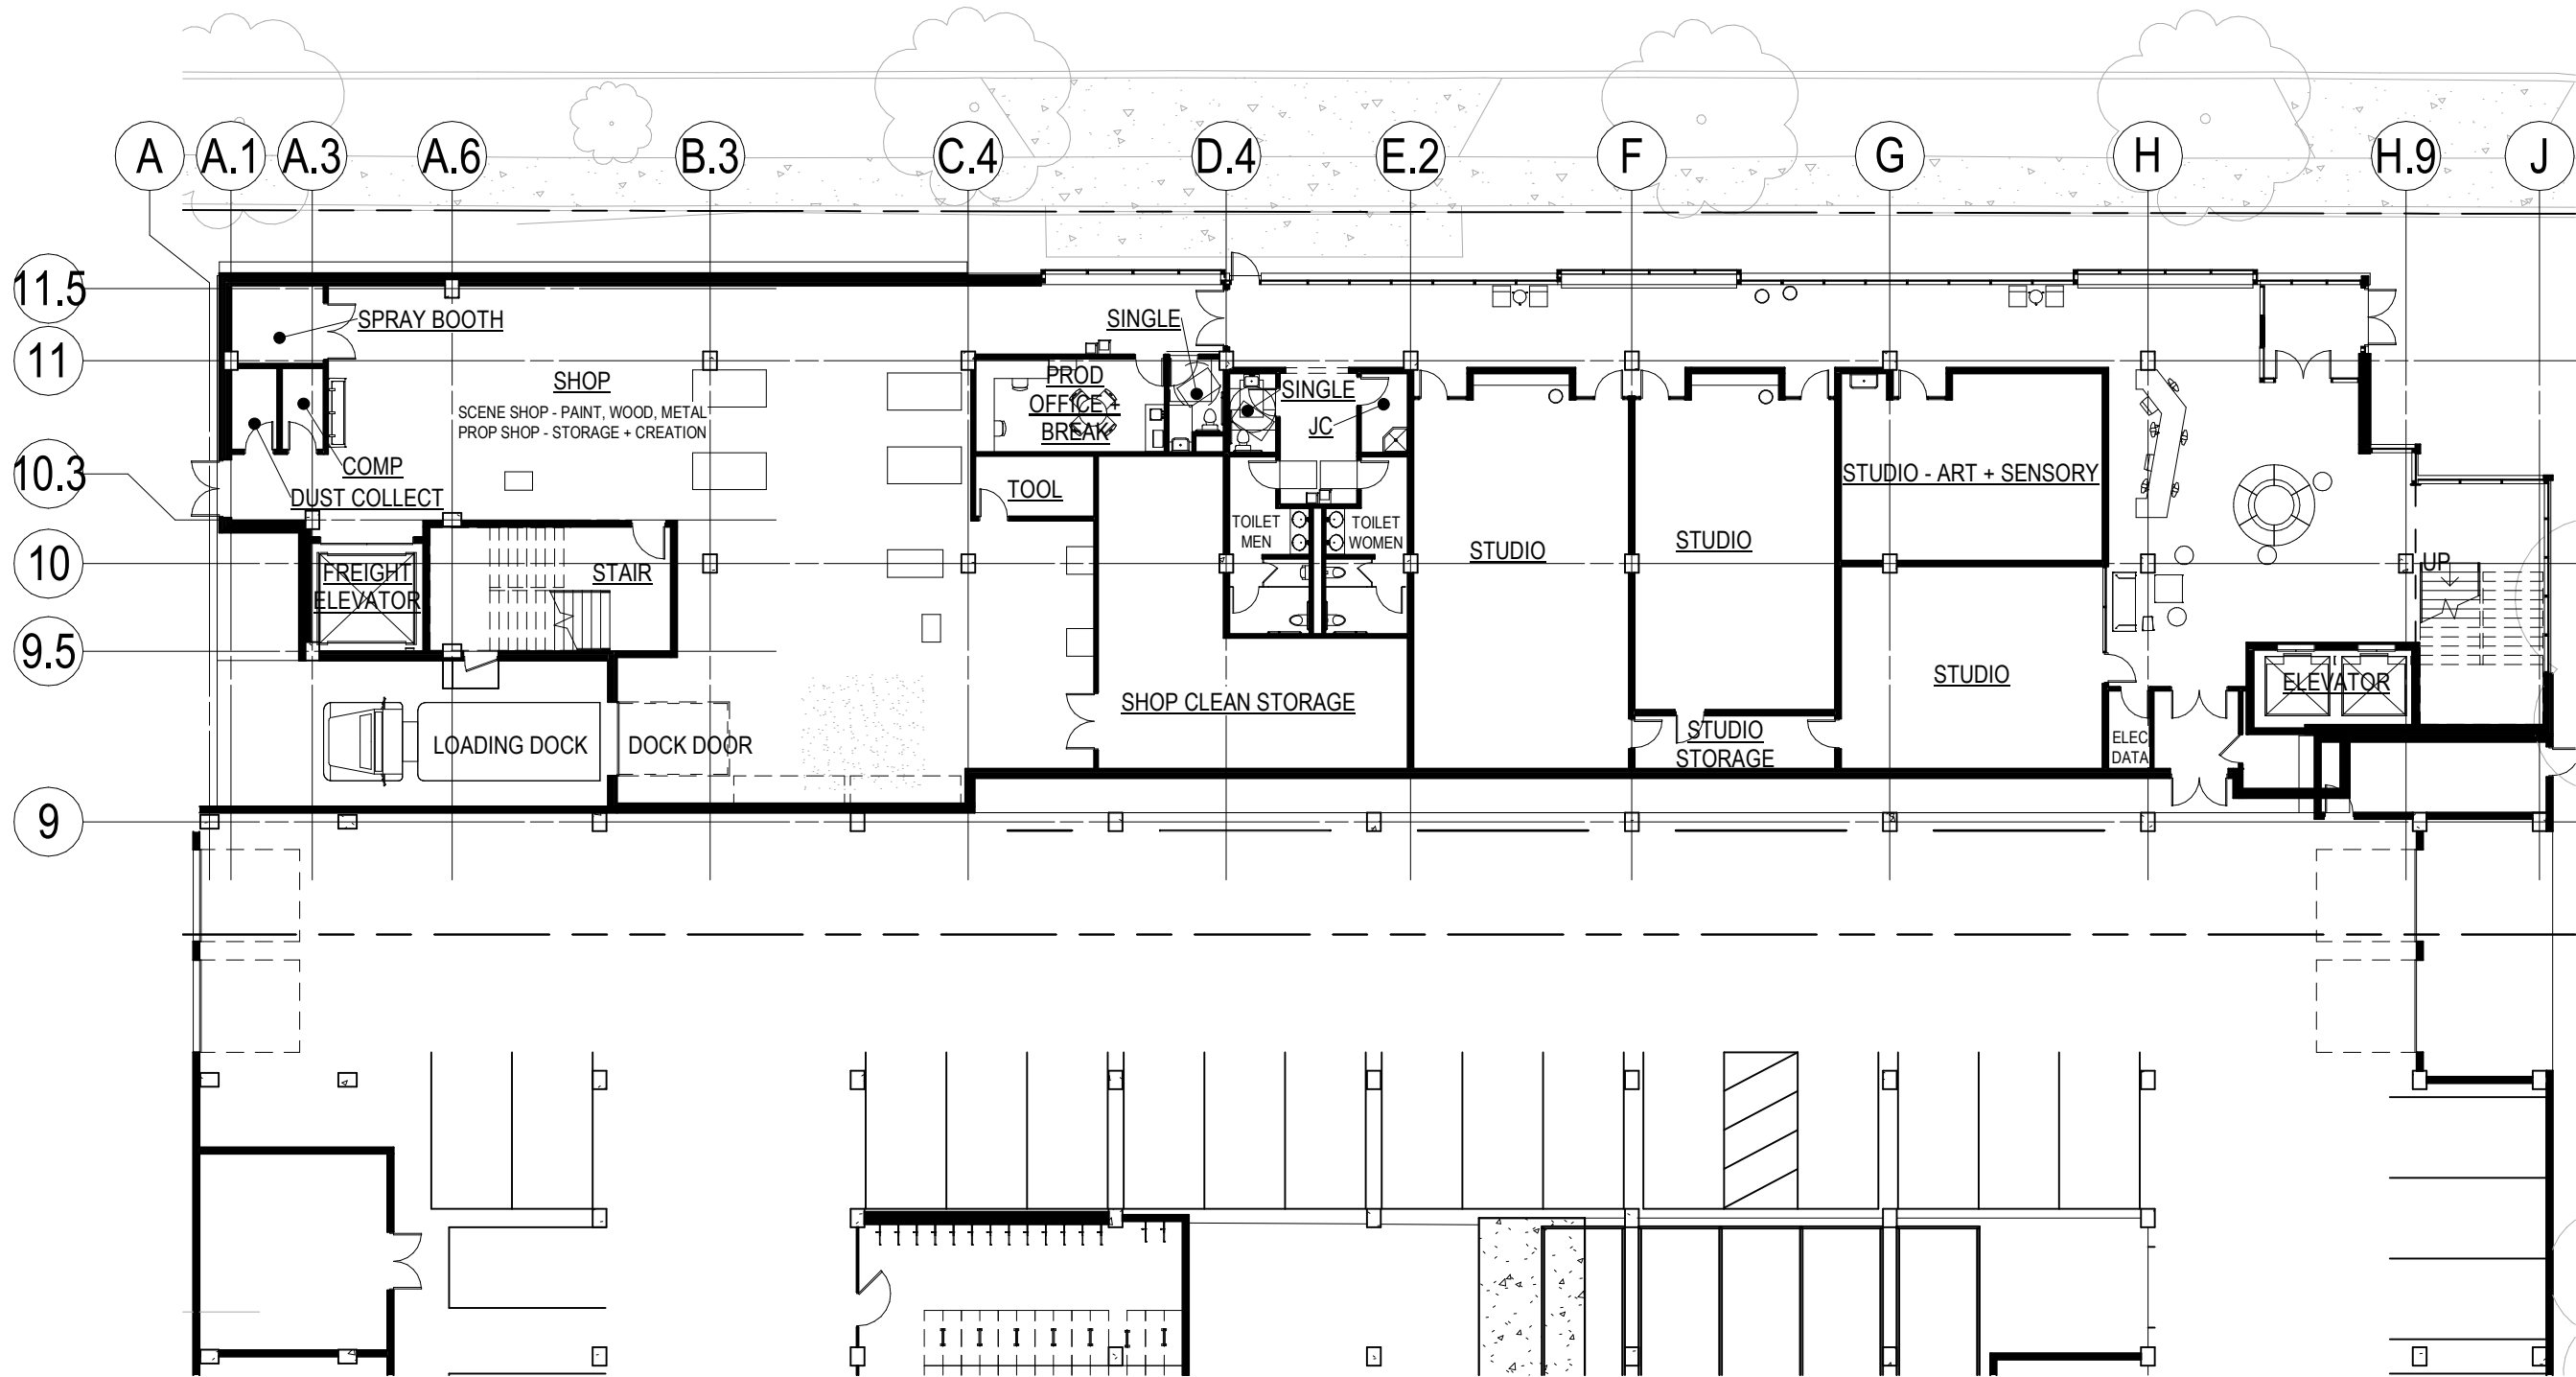 A
A.1
A.3
A.6
B.3
C.4
D.4
E.2
F
G
H
H.9
J
11.5
11
10.3
10
9.5
9
SPRAY BOOTH
SINGLE
SHOP
SCENE SHOP - PAINT, WOOD, METAL
PROP SHOP - STORAGE + CREATION
PROD
OFFICE +
BREAK
SINGLE
JC
COMP
DUST COLLECT
TOOL
STUDIO - ART + SENSORY
TOILET
MEN
TOILET
WOMEN
STUDIO
STUDIO
FREIGHT
ELEVATOR
STAIR
UP
STUDIO
ELEVATOR
SHOP CLEAN STORAGE
LOADING DOCK
DOCK DOOR
STUDIO
STORAGE
ELEC
DATA